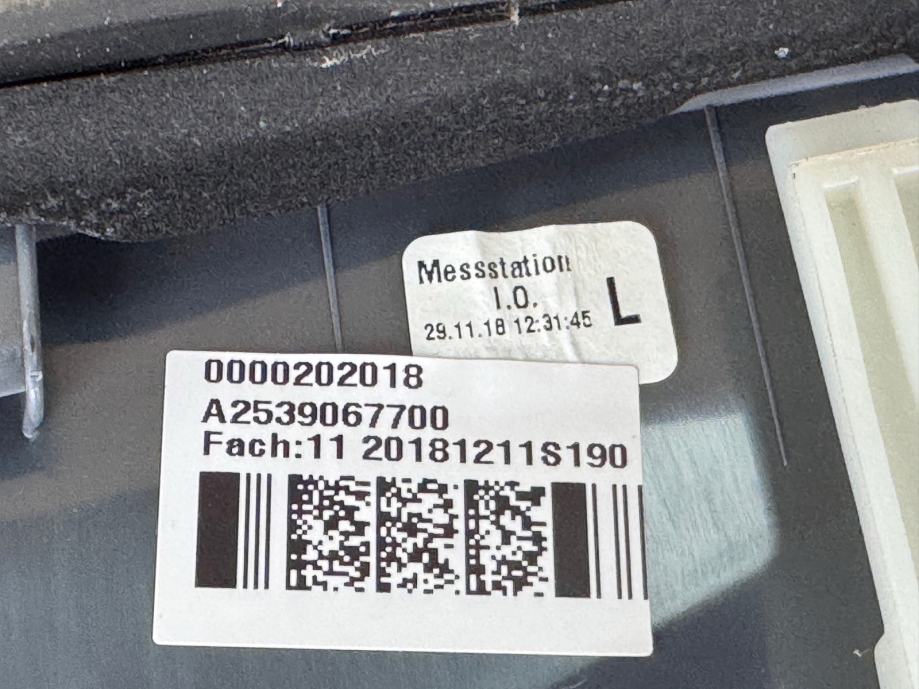 Messstation
I.O.
L
29.11.18 12:31:45
0000202018
A2539067700
Fach:11 20181211S190